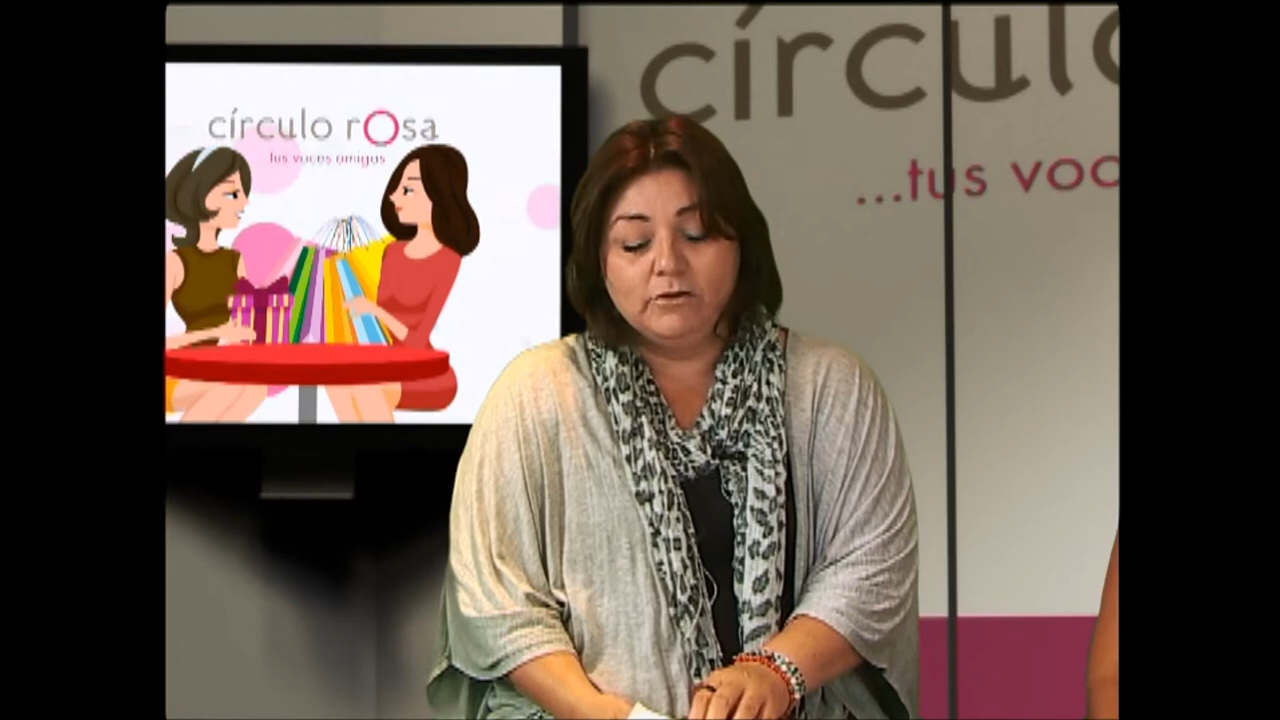 círculo rosa
tus voces amigas
círculo
...tus voc